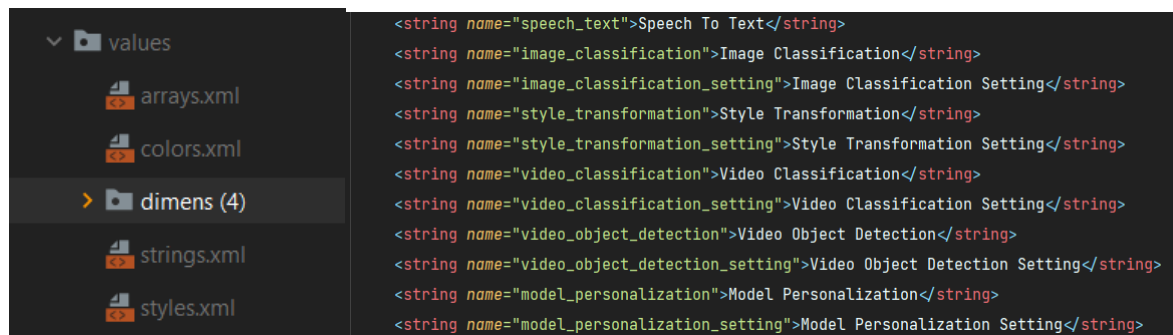 values
arrays.xml
colors.xml
dimens (4)
strings.xml
styles.xml
<string name="speech_text">Speech To Text</string>
<string name="image_classification">Image Classification</string>
<string name="image_classification_setting">Image Classification Setting</string>
<string name="style_transformation">Style Transformation</string>
<string name="style_transformation_setting">Style Transformation Setting</string>
<string name="video_classification">Video Classification</string>
<string name="video_classification_setting">Video Classification Setting</string>
<string name="video_object_detection">Video Object Detection</string>
<string name="video_object_detection_setting">Video Object Detection Setting</string>
<string name="model_personalization">Model Personalization</string>
<string name="model_personalization_setting">Model Personalization Setting</string>